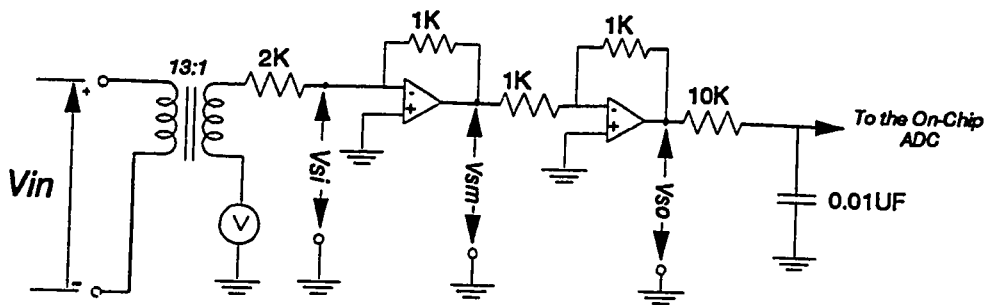 13:1
2K
1K
1K
1K
10K
To the On-Chip
ADC
+
-
+
-
+
Vin
-
V
Vsi
Vsm
Vso
0.01UF